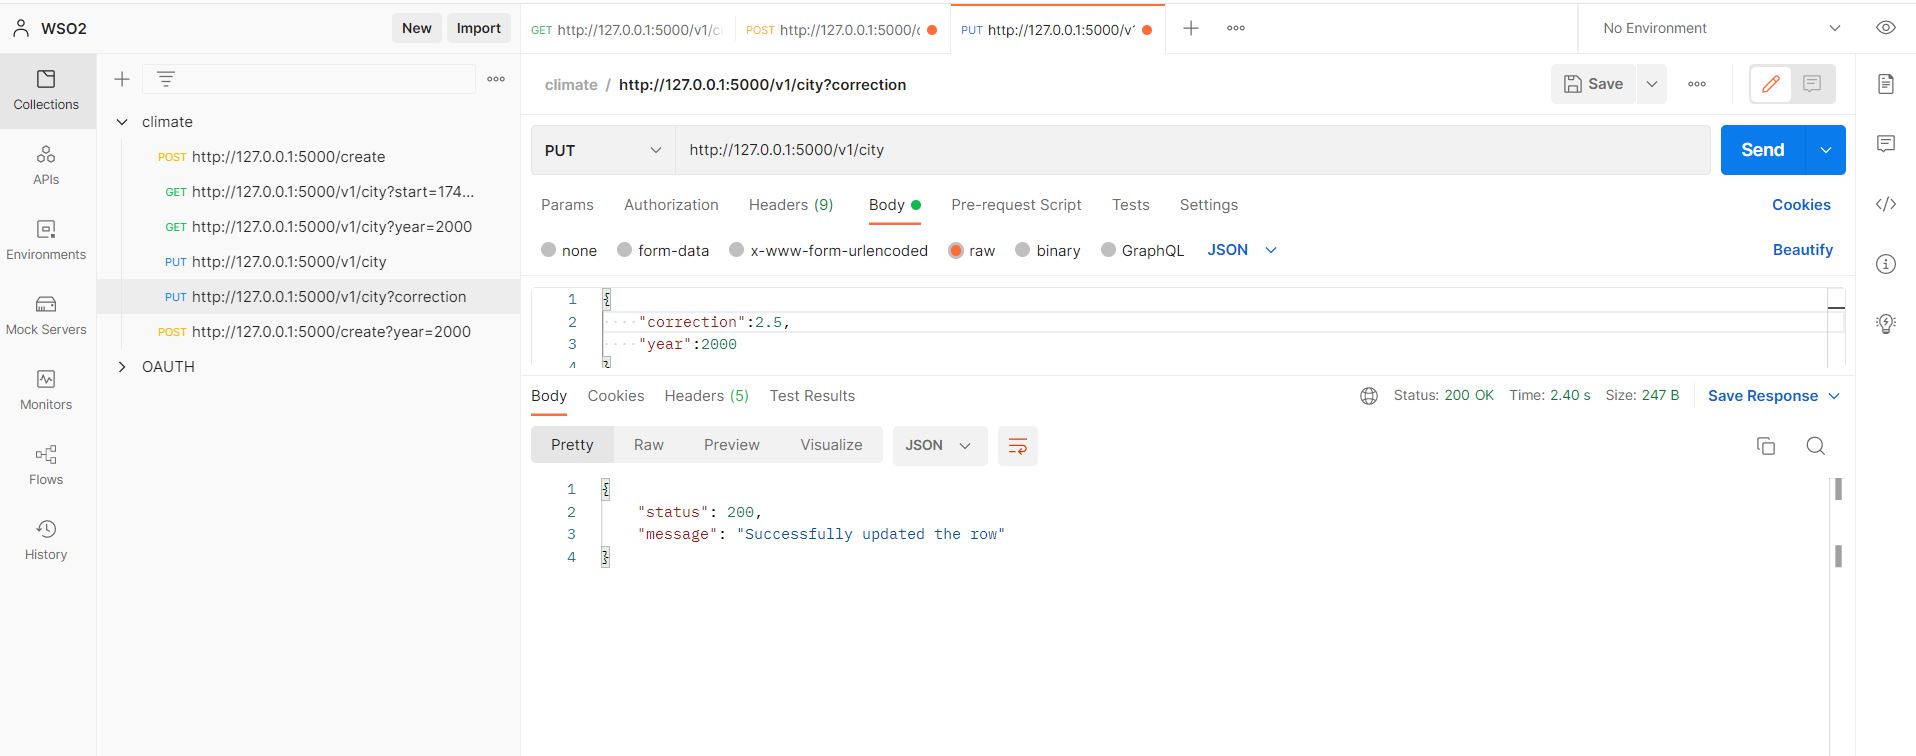 WSO2
New
Import
GET http://127.0.0.1:5000/v1/ci
POST http://127.0.0.1:5000/c
PUT http://127.0.0.1:5000/v1
No Environment
Collections
APIs
Environments
Mock Servers
Monitors
Flows
History
climate
POST http://127.0.0.1:5000/create
GET http://127.0.0.1:5000/v1/city?start=174...
GET http://127.0.0.1:5000/v1/city?year=2000
PUT http://127.0.0.1:5000/v1/city
PUT http://127.0.0.1:5000/v1/city?correction
POST http://127.0.0.1:5000/create?year=2000
OAUTH
climate / http://127.0.0.1:5000/v1/city?correction
Save
PUT http://127.0.0.1:5000/v1/city
Send
Params Authorization Headers (9) Body Pre-request Script Tests Settings
Cookies
none form-data x-www-form-urlencoded raw binary GraphQL JSON
Beautify
1 {
2 "correction":2.5,
3 "year":2000
4 }
Body Cookies Headers (5) Test Results
Status: 200 OK Time: 2.40 s Size: 247 B Save Response
Pretty Raw Preview Visualize JSON
1 {
2 "status": 200,
3 "message": "Successfully updated the row"
4 }